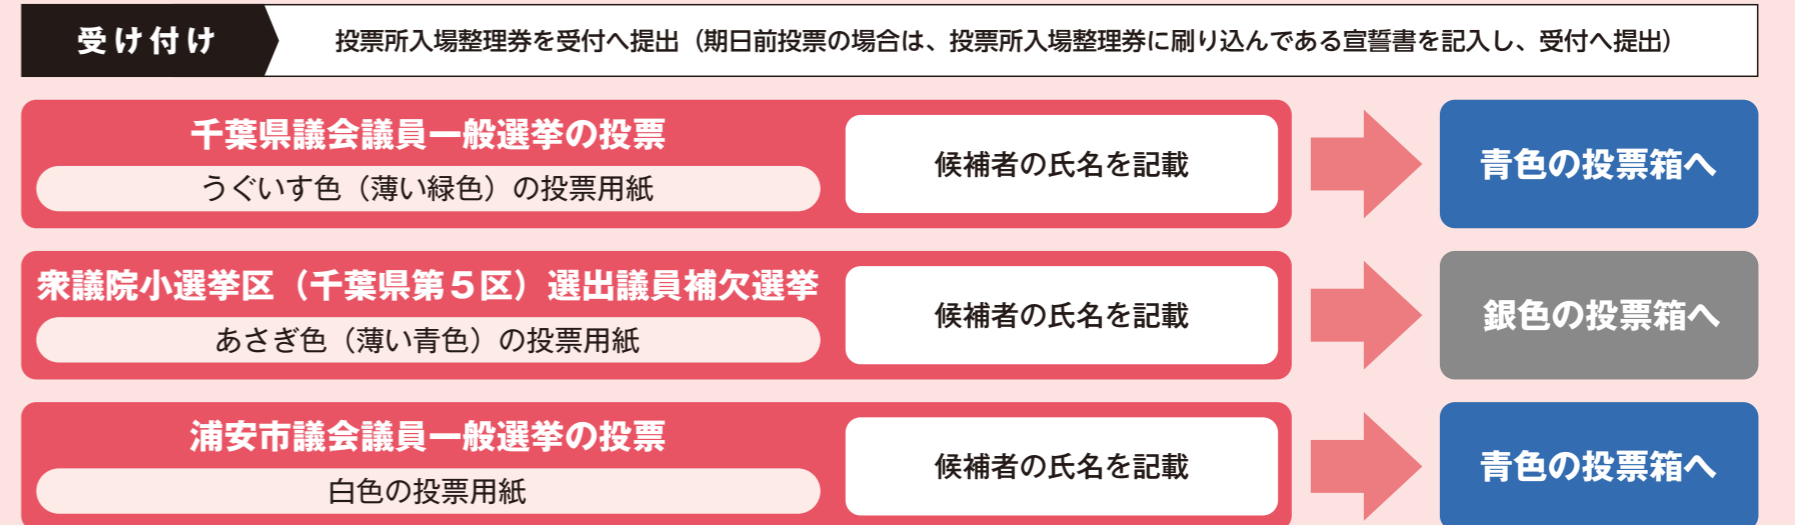 受け付け
投票所入場整理券を受付へ提出（期日前投票の場合は、投票所入場整理券に刷り込んである宣誓書を記入し、受付へ提出）
千葉県議会議員一般選挙の投票
うぐいす色（薄い緑色）の投票用紙
候補者の氏名を記載
青色の投票箱へ
衆議院小選挙区（千葉県第５区）選出議員補欠選挙
あさぎ色（薄い青色）の投票用紙
候補者の氏名を記載
銀色の投票箱へ
浦安市議会議員一般選挙の投票
白色の投票用紙
候補者の氏名を記載
青色の投票箱へ